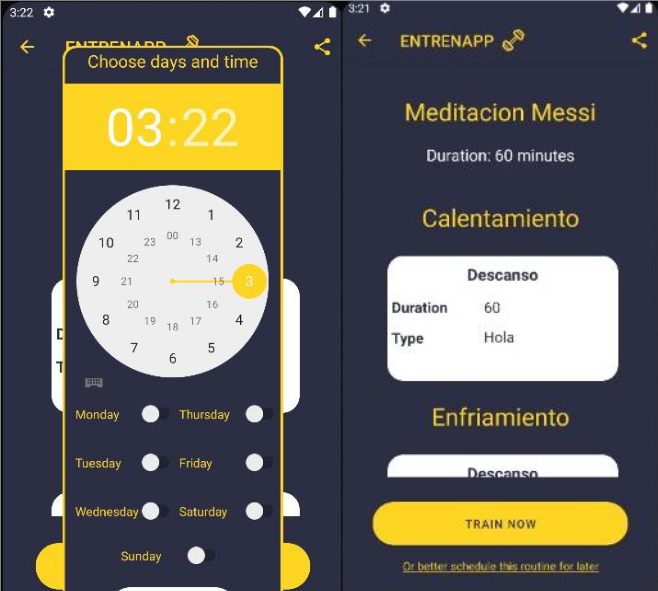 3:22
ENTRENAPP
Choose days and time
03:22
12
11 1
23 00 13
10 2
22 14
9 21 15 3
20 16
8 4
19 18 17
7 5
6
Monday Thursday
Tuesday Friday
Wednesday Saturday
Sunday
3:21
ENTRENAPP
Meditacion Messi
Duration: 60 minutes
Calentamiento
Descanso
Duration 60
Type Hola
Enfriamiento
Descanso
TRAIN NOW
Or better schedule this routine for later